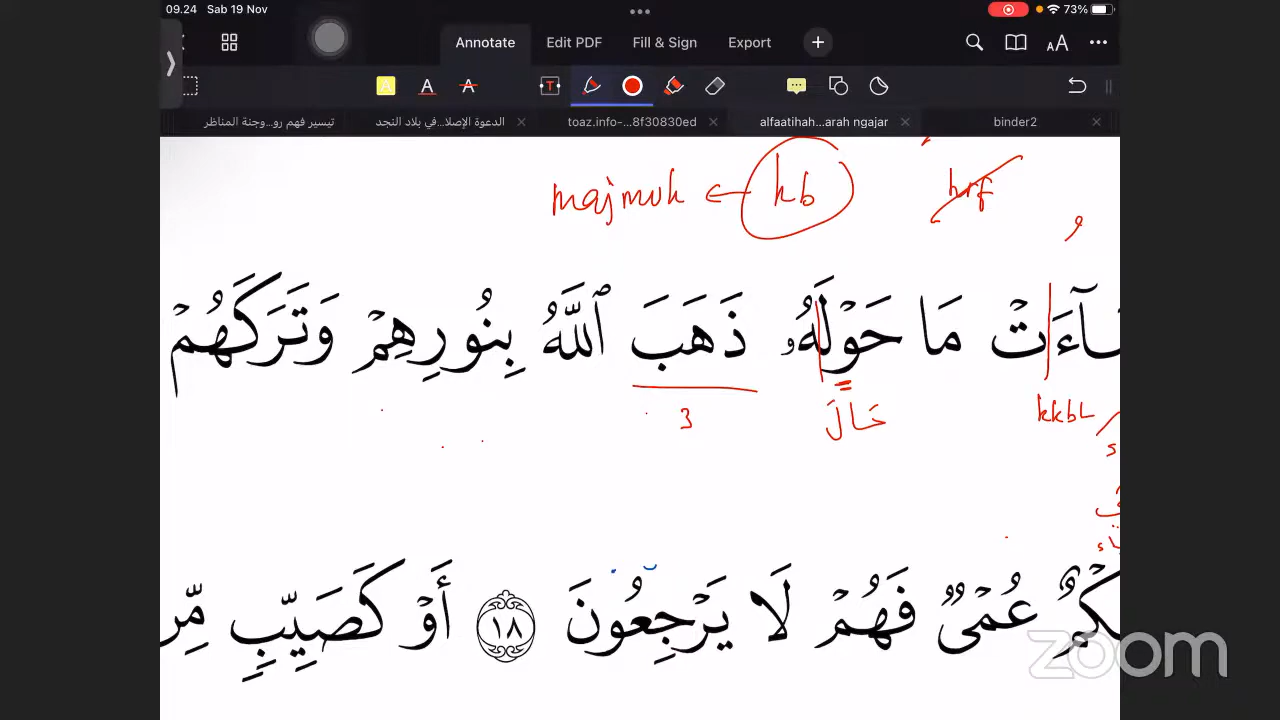 09.24 Sab 19 Nov 73%
Annotate Edit PDF Fill & Sign Export
تيسير فهم رو...وجنة المناظر الدعوة الإصلا...في بلاد النجد toaz.info-...8f30830ed alfaatihah...arah ngajar binder2
majmuk ← kb hrf
ـآءَتْ مَا حَوْلَهُۥ ذَهَبَ ٱللَّهُ بِنُورِهِمْ وَتَرَكَهُمْ
3 حَالَ kkbL
ـكْمٌ عُمْىٌ فَهُمْ لَا يَرْجِعُونَ ١٨ أَوْ كَصَيِّبٍ مِّن
zoom